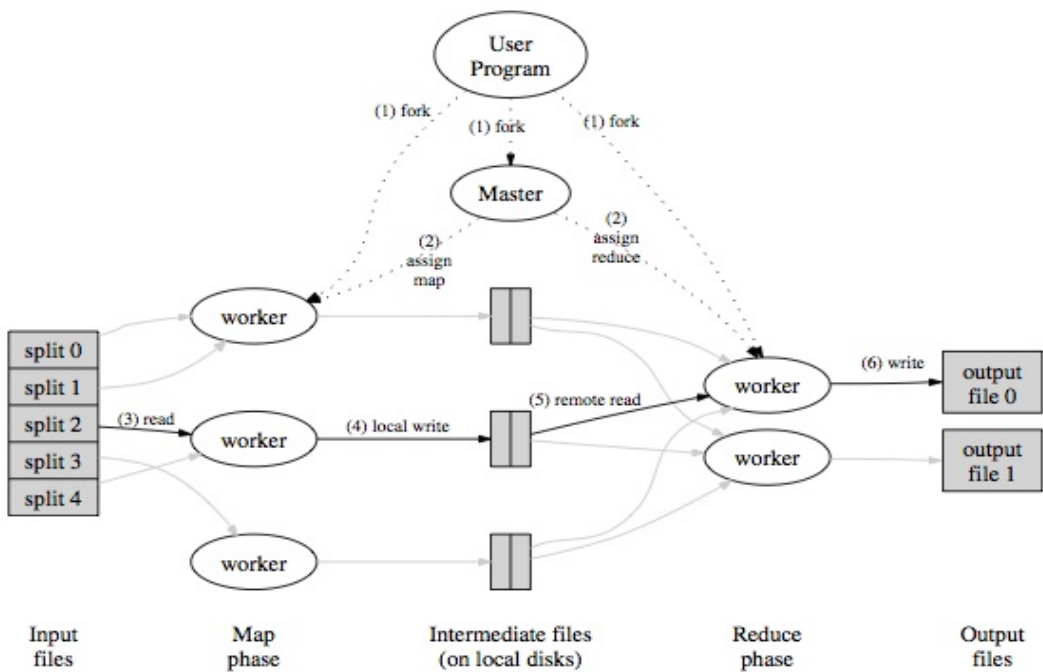 User
Program
(1) fork
(1) fork
(1) fork
Master
(2)
assign
map
(2)
assign
reduce
worker
split 0
split 1
split 2
split 3
split 4
(3) read
worker
(4) local write
(5) remote read
worker
(6) write
output
file 0
worker
output
file 1
worker
Input
files
Map
phase
Intermediate files
(on local disks)
Reduce
phase
Output
files